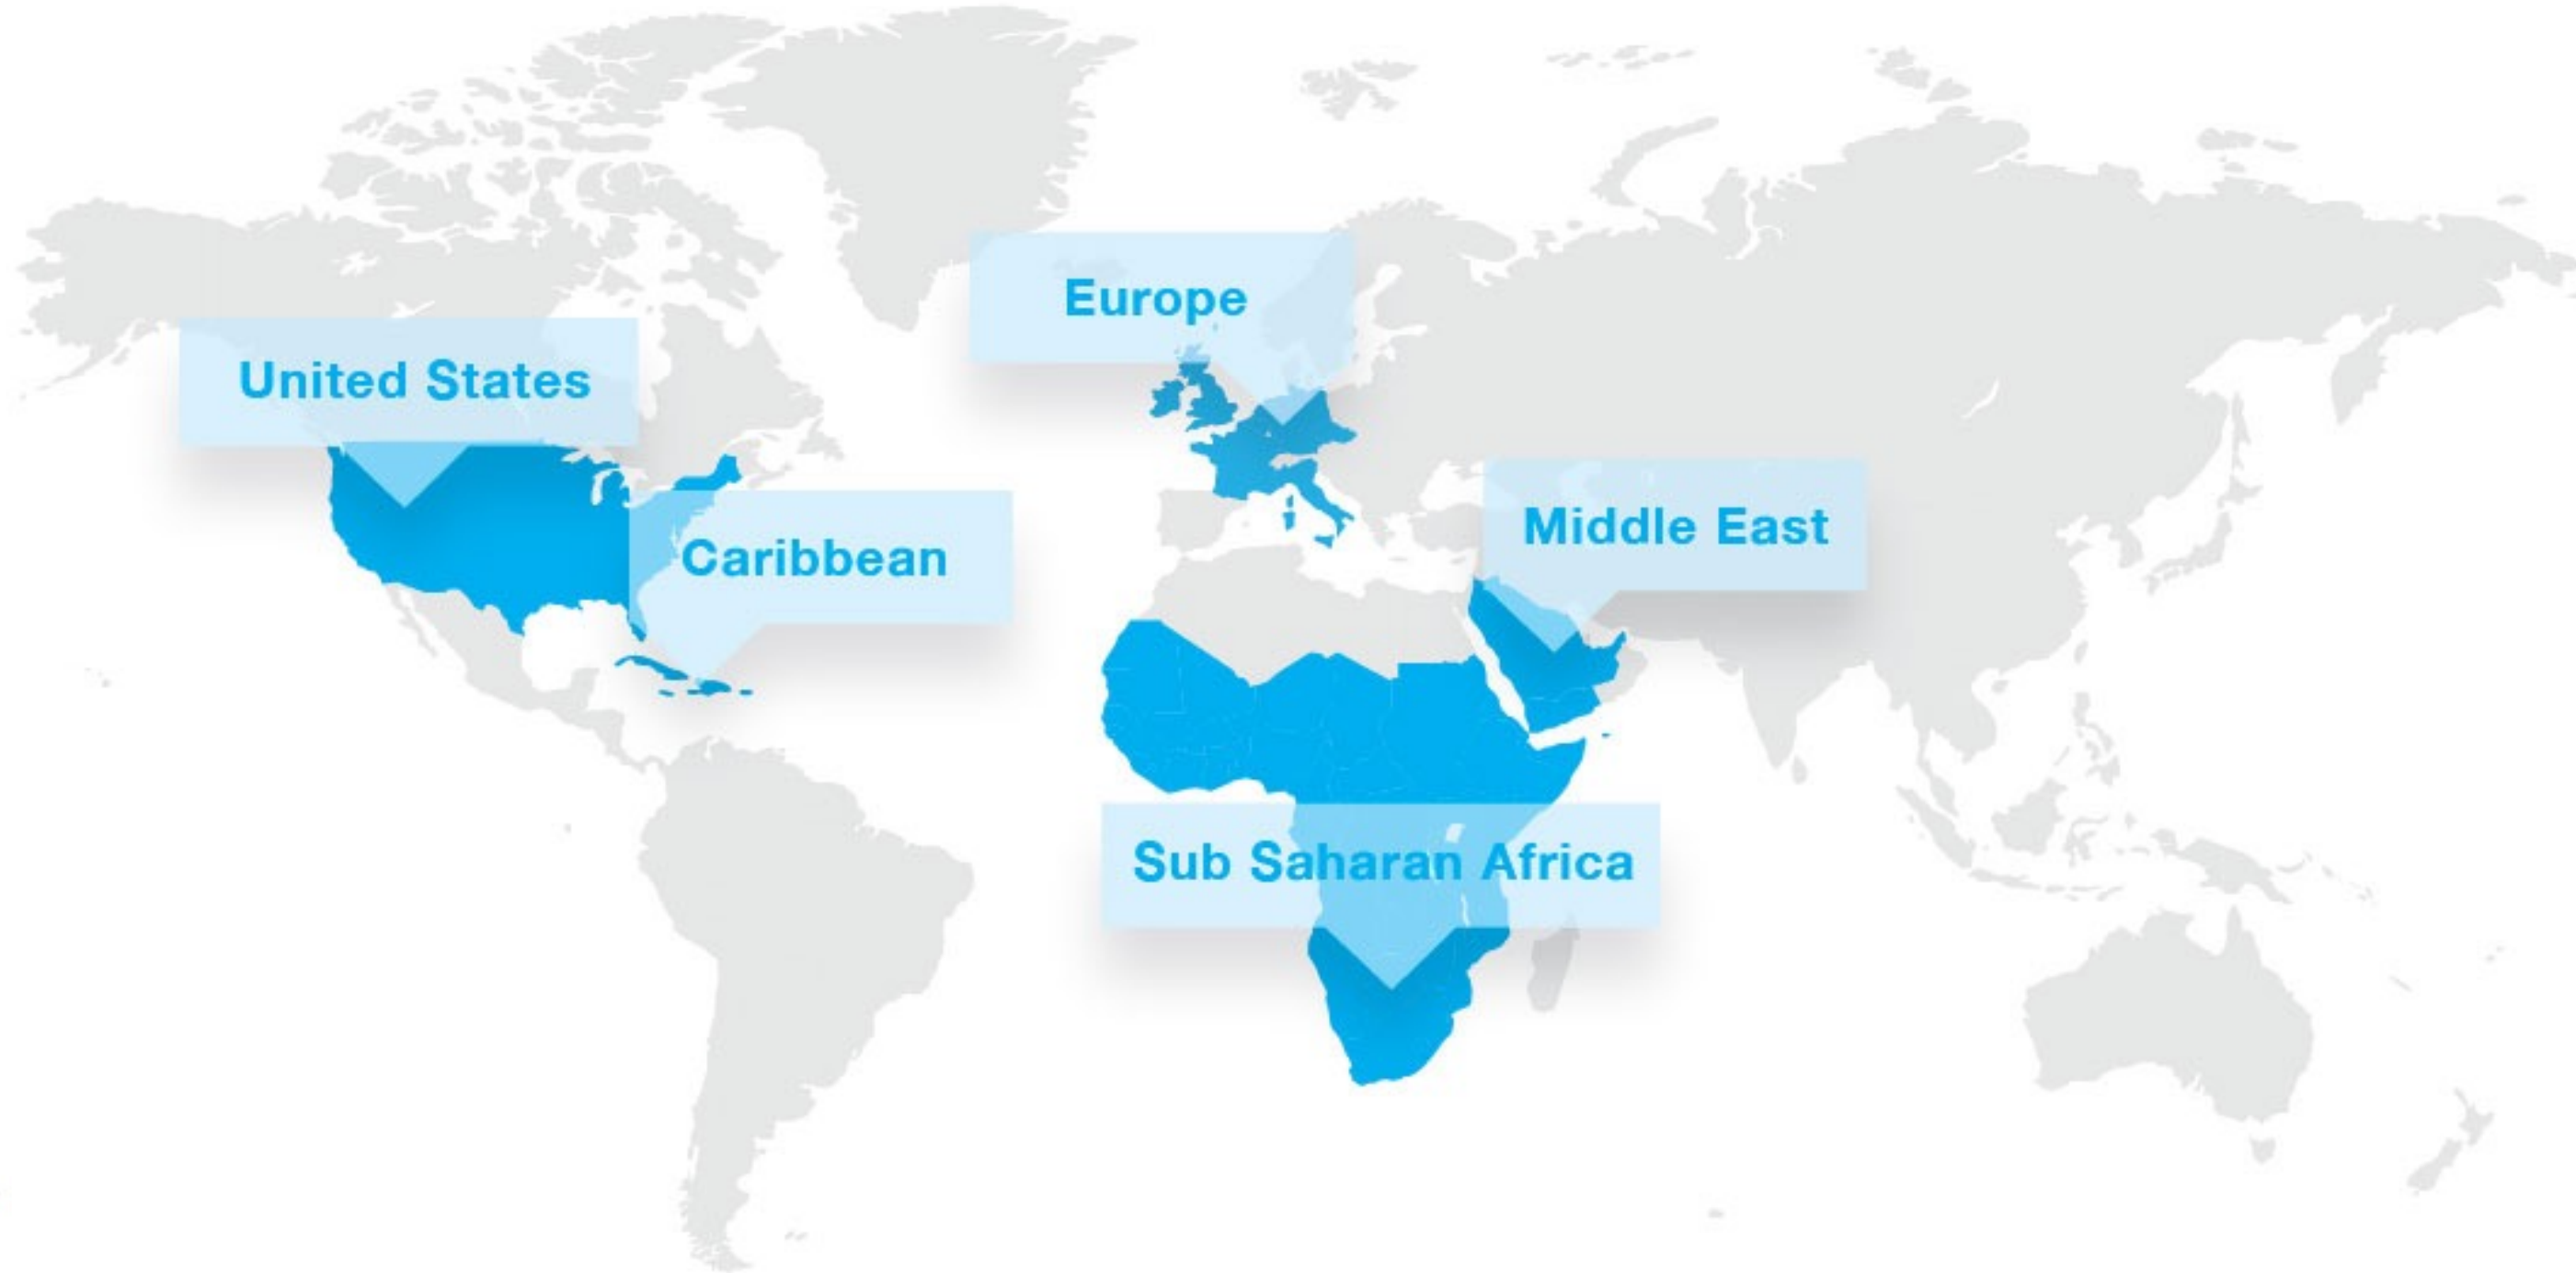 Europe
United States
Middle East
Caribbean
Sub Saharan Africa